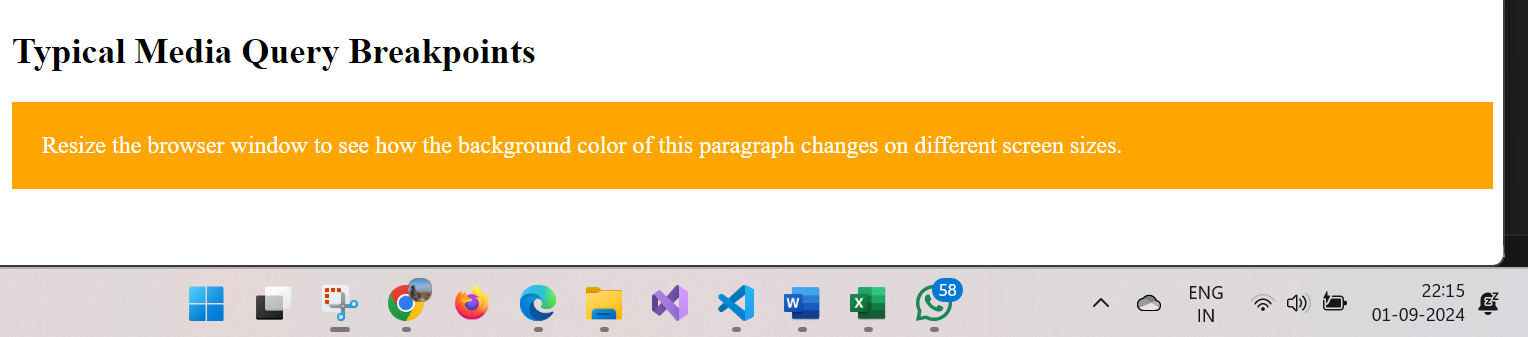 Typical Media Query Breakpoints
Resize the browser window to see how the background color of this paragraph changes on different screen sizes.
58
W
X
ENG
IN
22:15
01-09-2024